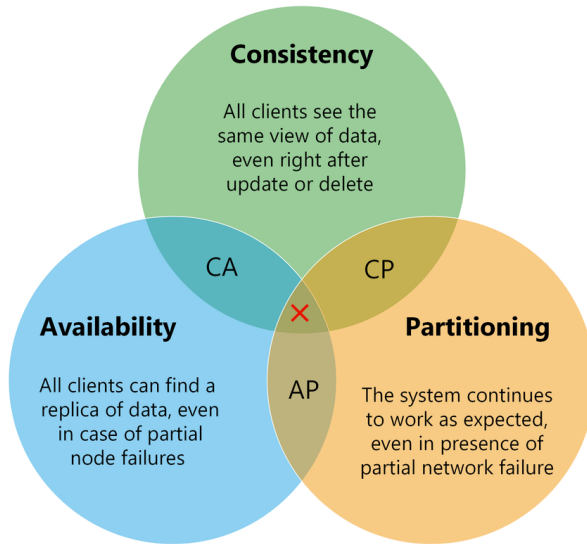 Consistency
All clients see the
same view of data,
even right after
update or delete
CA
CP
Availability
All clients can find a
replica of data, even
in case of partial
node failures
AP
Partitioning
The system continues
to work as expected,
even in presence of
partial network failure